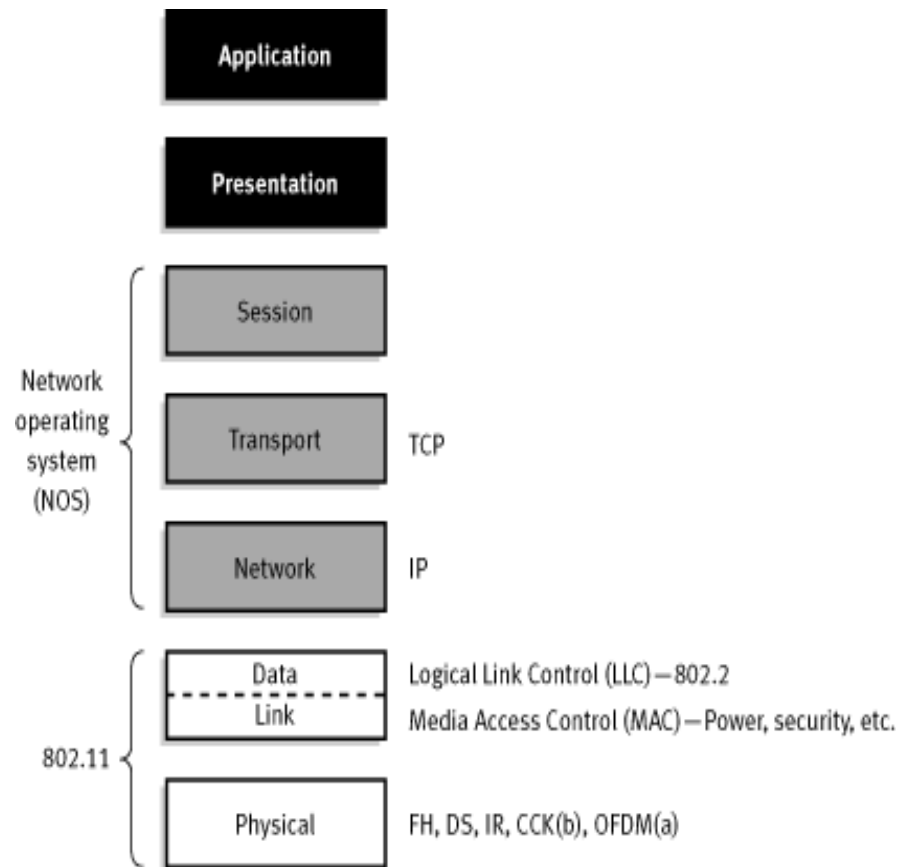 Application
Presentation
Session
Network
operating
system
(NOS)
Transport
TCP
Network
IP
Data
Logical Link Control (LLC)—802.2
Link
Media Access Control (MAC)—Power, security, etc.
802.11
Physical
FH, DS, IR, CCK(b), OFDM(a)